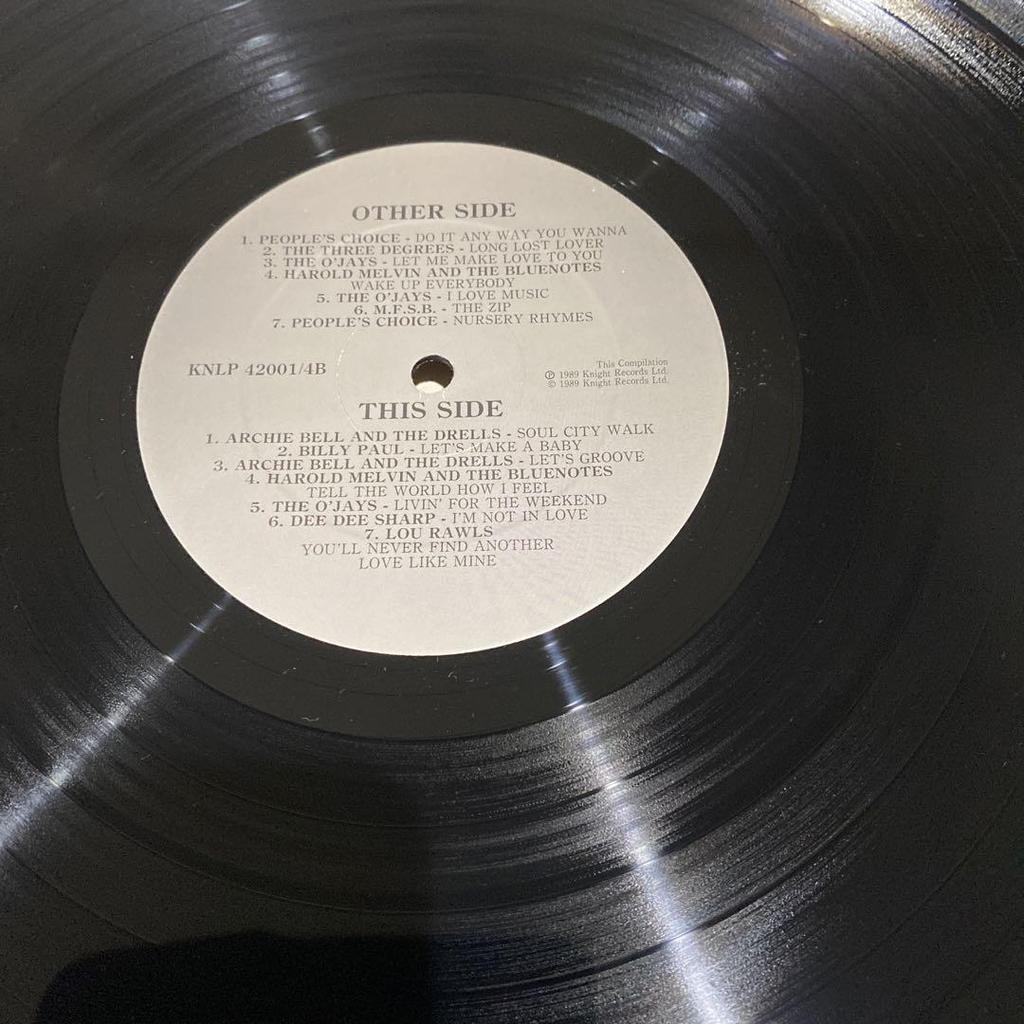 OTHER SIDE
1. PEOPLE'S CHOICE - DO IT ANY WAY YOU WANNA
2. THE THREE DEGREES - LONG LOST LOVER
3. THE O'JAYS - LET ME MAKE LOVE TO YOU
4. HAROLD MELVIN AND THE BLUENOTES
WAKE UP EVERYBODY
5. THE O'JAYS - I LOVE MUSIC
6. M.F.S.B. - THE ZIP
7. PEOPLE'S CHOICE - NURSERY RHYMES
KNLP 42001/4B
This Compilation
℗ 1989 Knight Records Ltd.
© 1989 Knight Records Ltd.
THIS SIDE
1. ARCHIE BELL AND THE DRELLS - SOUL CITY WALK
2. BILLY PAUL - LET'S MAKE A BABY
3. ARCHIE BELL AND THE DRELLS - LET'S GROOVE
4. HAROLD MELVIN AND THE BLUENOTES
TELL THE WORLD HOW I FEEL
5. THE O'JAYS - LIVIN' FOR THE WEEKEND
6. DEE DEE SHARP - I'M NOT IN LOVE
7. LOU RAWLS
YOU'LL NEVER FIND ANOTHER
LOVE LIKE MINE